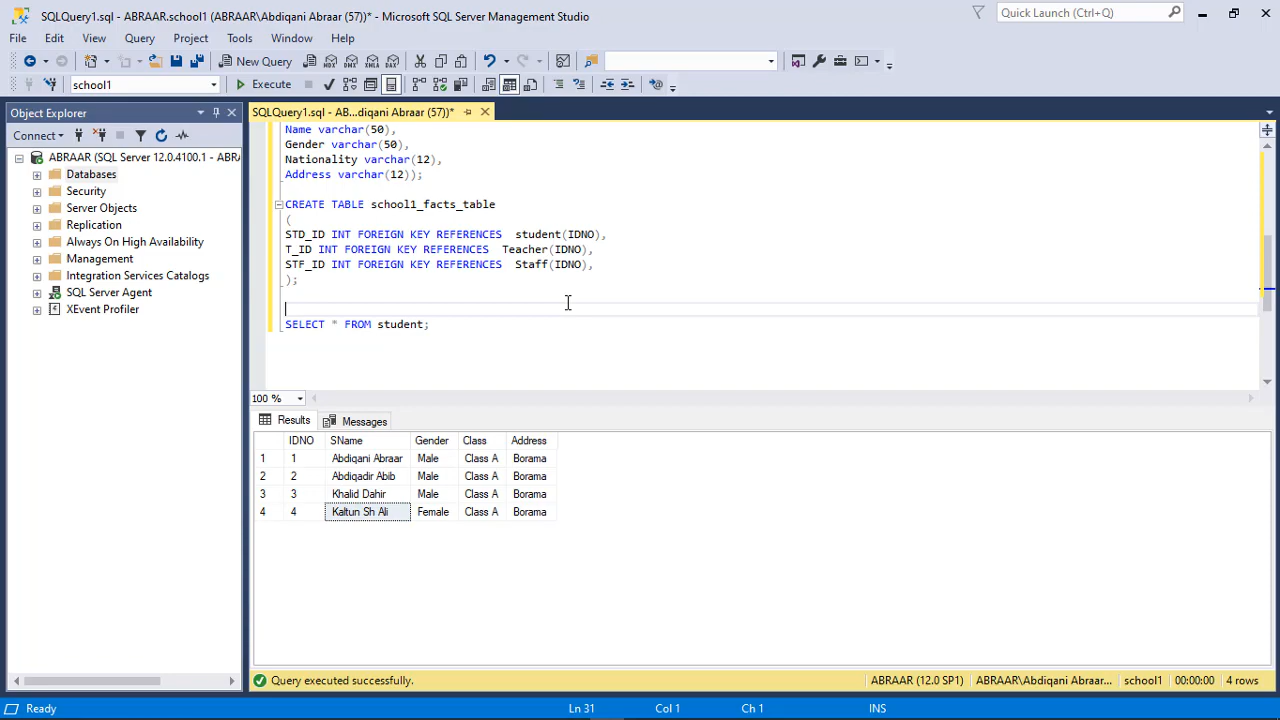 SQLQuery1.sql - ABRAAR.school1 (ABRAAR\Abdiqani Abraar (57))* - Microsoft SQL Server Management Studio
Quick Launch (Ctrl+Q)
File Edit View Query Project Tools Window Help
New Query
MDX DMX XMLA DAX
school1
Execute
Object Explorer
SQLQuery1.sql - AB...diqani Abraar (57))*
Connect
ABRAAR (SQL Server 12.0.4100.1 - ABRA
Databases
Security
Server Objects
Replication
Always On High Availability
Management
Integration Services Catalogs
SQL Server Agent
XEvent Profiler
Name varchar(50),
Gender varchar(50),
Nationality varchar(12),
Address varchar(12));
CREATE TABLE school1_facts_table
(
STD_ID INT FOREIGN KEY REFERENCES  student(IDNO),
T_ID INT FOREIGN KEY REFERENCES  Teacher(IDNO),
STF_ID INT FOREIGN KEY REFERENCES  Staff(IDNO),
);
SELECT * FROM student;
100 %
Results Messages
IDNO SName Gender Class Address
1 1 Abdiqani Abraar Male Class A Borama
2 2 Abdiqadir Abib Male Class A Borama
3 3 Khalid Dahir Male Class A Borama
4 4 Kaltun Sh Ali Female Class A Borama
Query executed successfully.
ABRAAR (12.0 SP1) ABRAAR\Abdiqani Abraar... school1 00:00:00 4 rows
Ready Ln 31 Col 1 Ch 1 INS